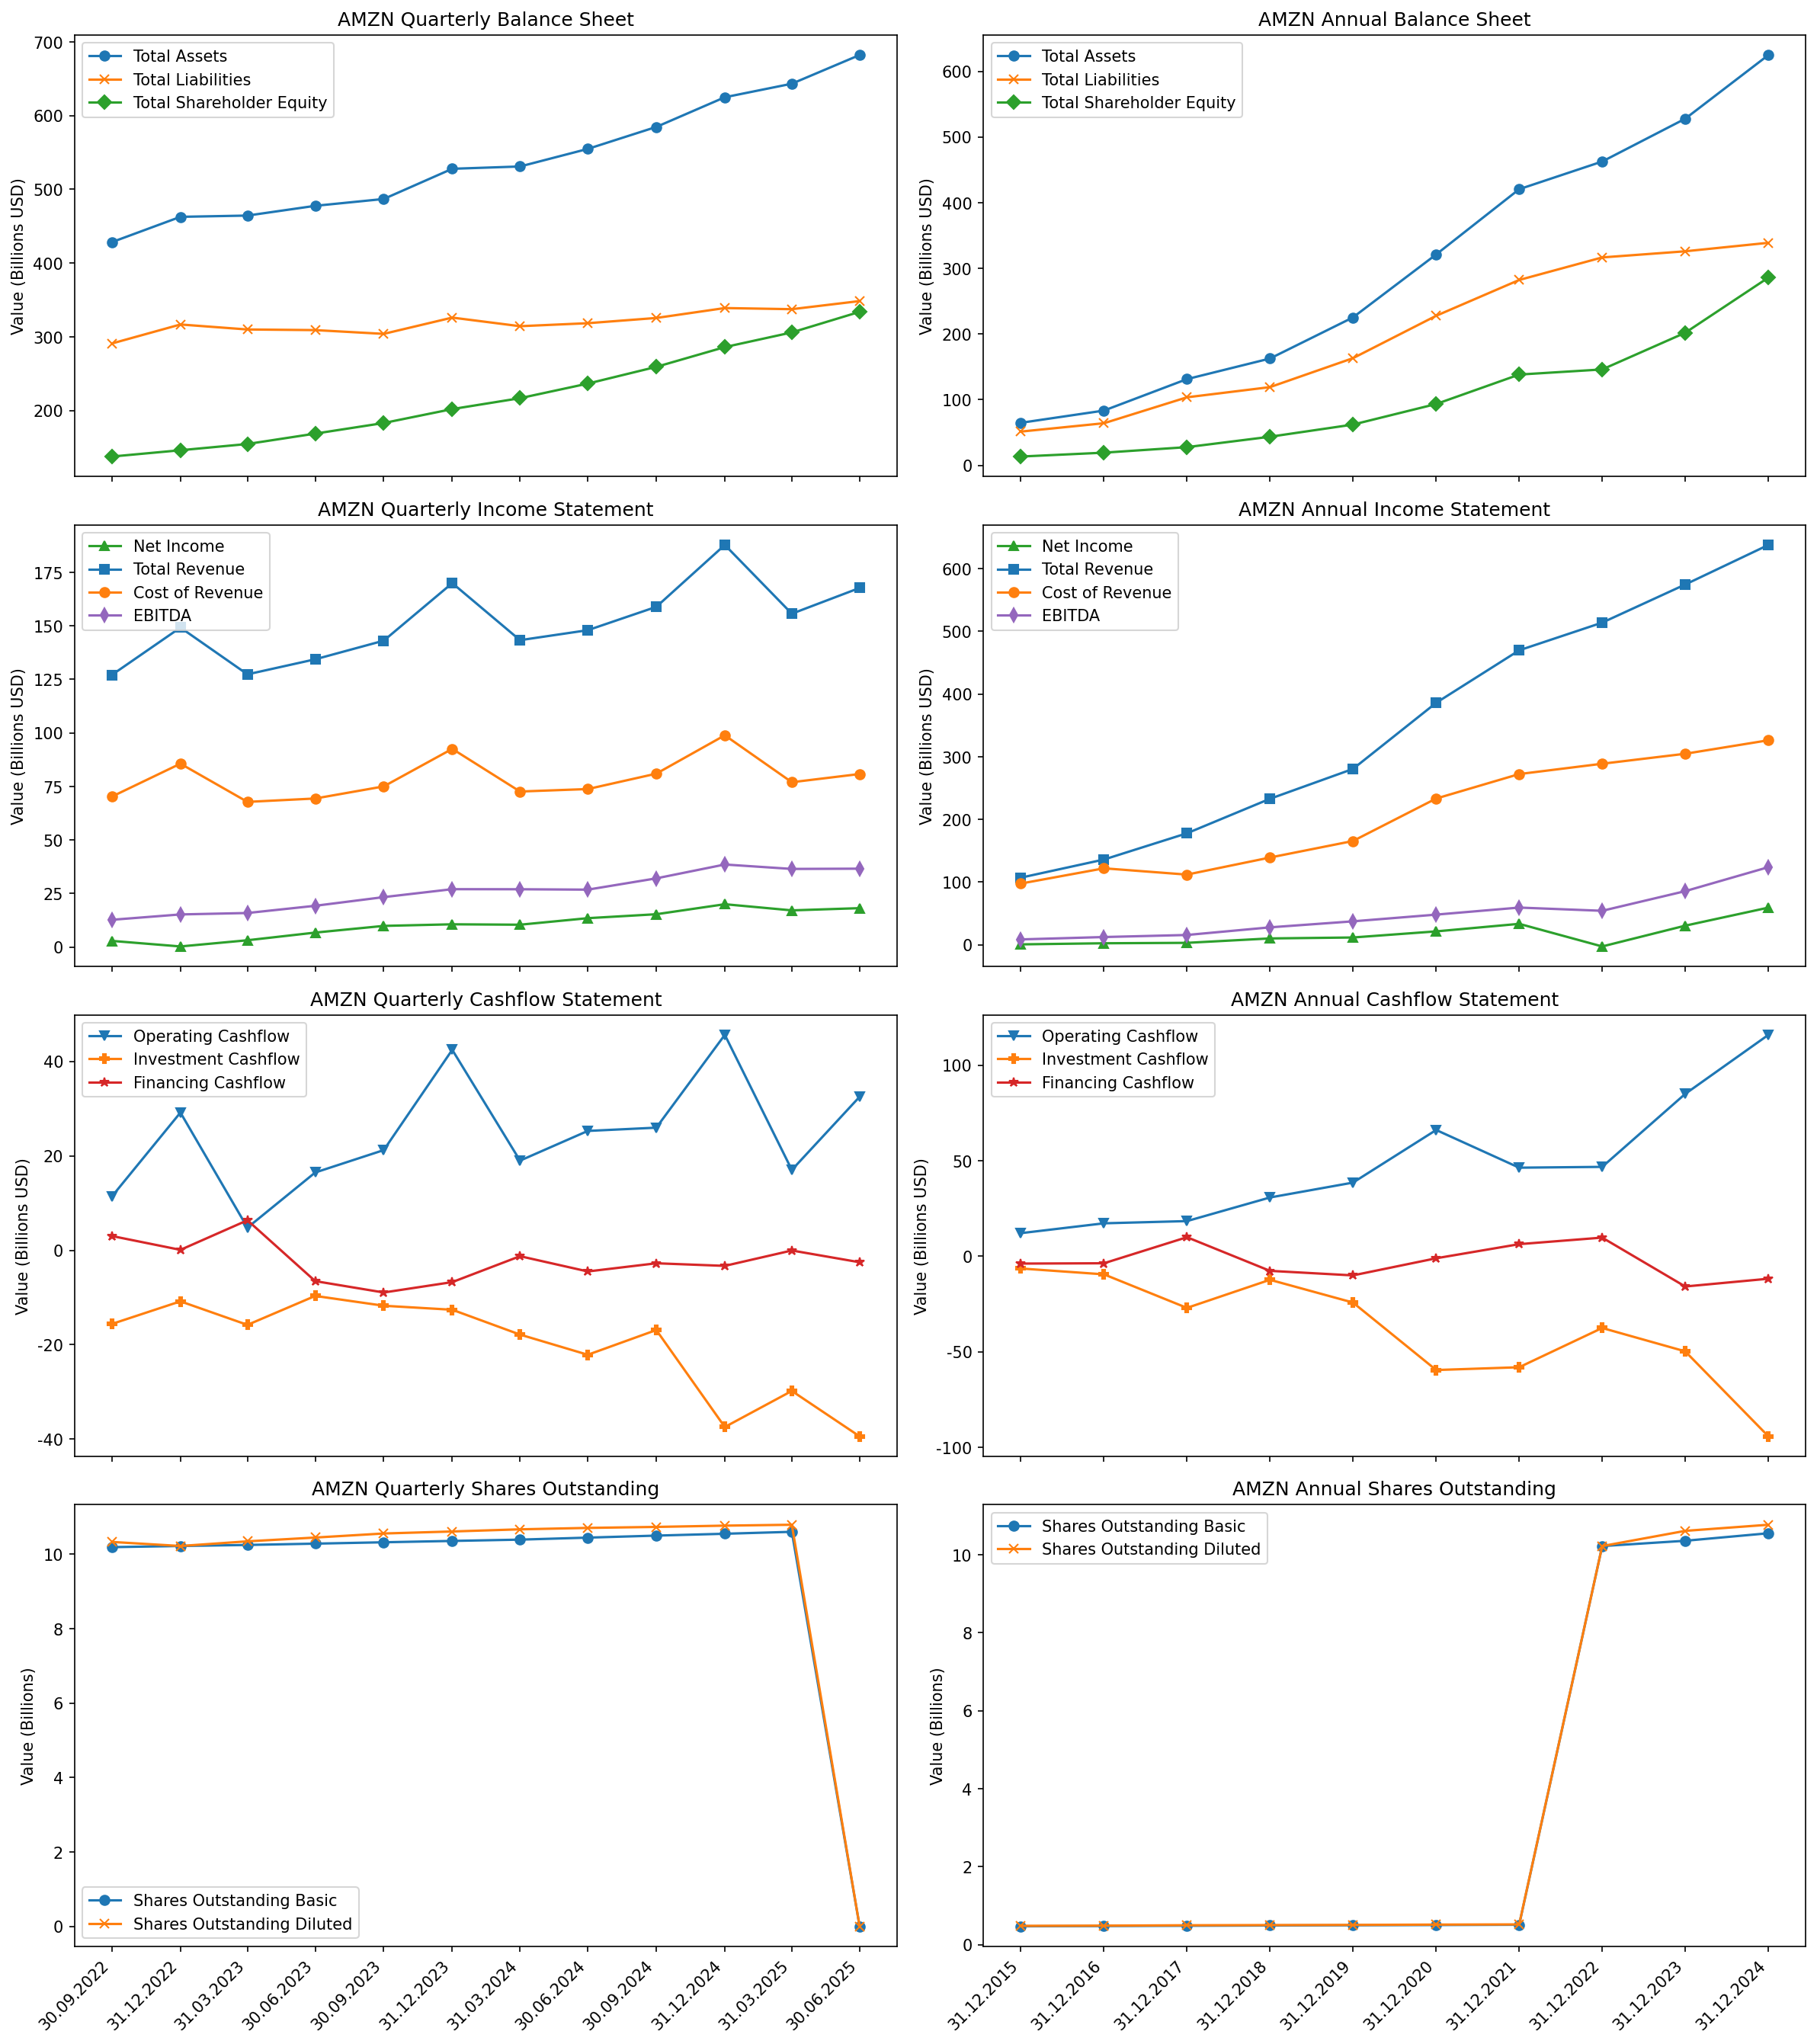 AMZN Quarterly Balance Sheet
Value (Billions USD)
700
600
500
400
300
200
Total Assets
Total Liabilities
Total Shareholder Equity
AMZN Annual Balance Sheet
Value (Billions USD)
600
500
400
300
200
100
0
Total Assets
Total Liabilities
Total Shareholder Equity
AMZN Quarterly Income Statement
Value (Billions USD)
175
150
125
100
75
50
25
0
Net Income
Total Revenue
Cost of Revenue
EBITDA
AMZN Annual Income Statement
Value (Billions USD)
600
500
400
300
200
100
0
Net Income
Total Revenue
Cost of Revenue
EBITDA
AMZN Quarterly Cashflow Statement
Value (Billions USD)
40
20
0
-20
-40
Operating Cashflow
Investment Cashflow
Financing Cashflow
AMZN Annual Cashflow Statement
Value (Billions USD)
100
50
0
-50
-100
Operating Cashflow
Investment Cashflow
Financing Cashflow
AMZN Quarterly Shares Outstanding
Value (Billions)
10
8
6
4
2
0
Shares Outstanding Basic
Shares Outstanding Diluted
30.09.2022
31.12.2022
31.03.2023
30.06.2023
30.09.2023
31.12.2023
31.03.2024
30.06.2024
30.09.2024
31.12.2024
31.03.2025
30.06.2025
AMZN Annual Shares Outstanding
Value (Billions)
10
8
6
4
2
0
Shares Outstanding Basic
Shares Outstanding Diluted
31.12.2015
31.12.2016
31.12.2017
31.12.2018
31.12.2019
31.12.2020
31.12.2021
31.12.2022
31.12.2023
31.12.2024